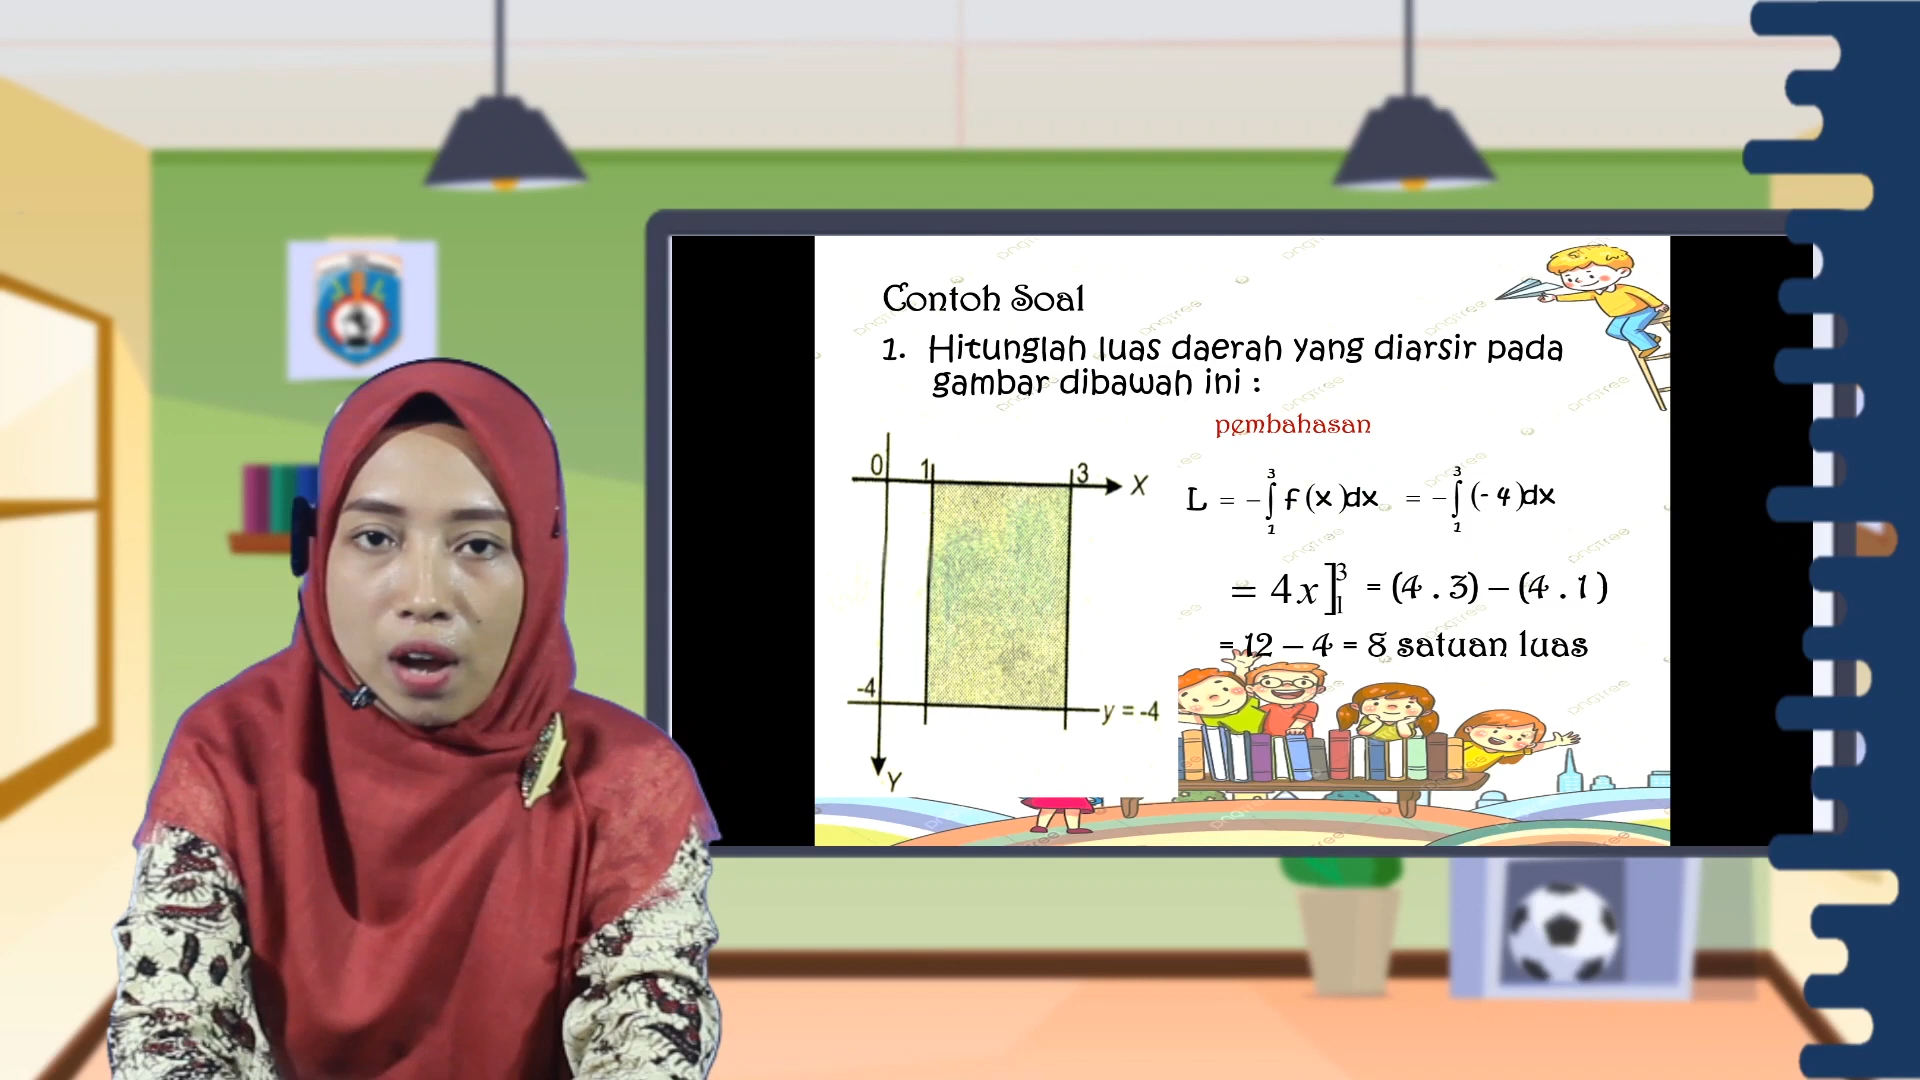 Contoh Soal
1. Hitunglah luas daerah yang diarsir pada
gambar dibawah ini :
pembahasan
0 1 3 X
-4
y = -4
Y
L = -∫₁³ f(x)dx = -∫₁³ (-4)dx
= 4x]₁³ = (4 . 3) – (4 . 1)
= 12 – 4 = 8 satuan luas
pngtree